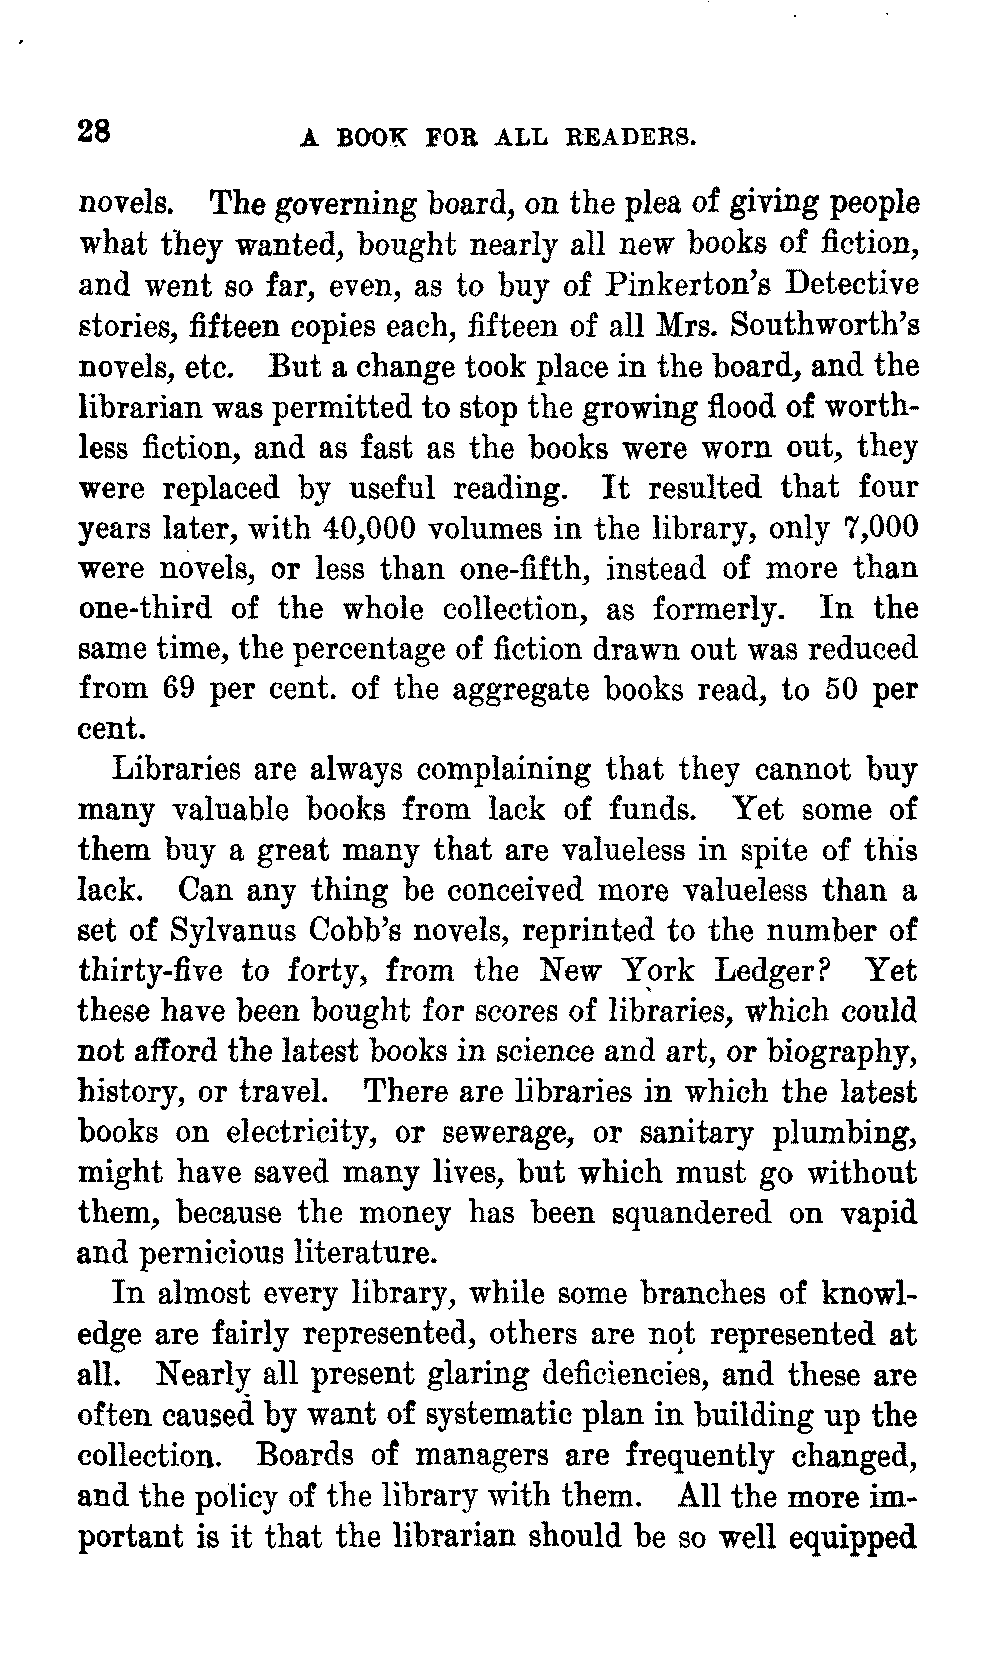 28
A BOOK FOR ALL READERS.
novels. The governing board, on the plea of giving people
what they wanted, bought nearly all new books of fiction,
and went so far, even, as to buy of Pinkerton's Detective
stories, fifteen copies each, fifteen of all Mrs. Southworth's
novels, etc. But a change took place in the board, and the
librarian was permitted to stop the growing flood of worth-
less fiction, and as fast as the books were worn out, they
were replaced by useful reading. It resulted that four
years later, with 40,000 volumes in the library, only 7,000
were novels, or less than one-fifth, instead of more than
one-third of the whole collection, as formerly. In the
same time, the percentage of fiction drawn out was reduced
from 69 per cent. of the aggregate books read, to 50 per
cent.
Libraries are always complaining that they cannot buy
many valuable books from lack of funds. Yet some of
them buy a great many that are valueless in spite of this
lack. Can any thing be conceived more valueless than a
set of Sylvanus Cobb's novels, reprinted to the number of
thirty-five to forty, from the New York Ledger? Yet
these have been bought for scores of libraries, which could
not afford the latest books in science and art, or biography,
history, or travel. There are libraries in which the latest
books on electricity, or sewerage, or sanitary plumbing,
might have saved many lives, but which must go without
them, because the money has been squandered on vapid
and pernicious literature.
In almost every library, while some branches of knowl-
edge are fairly represented, others are not represented at
all. Nearly all present glaring deficiencies, and these are
often caused by want of systematic plan in building up the
collection. Boards of managers are frequently changed,
and the policy of the library with them. All the more im-
portant is it that the librarian should be so well equipped